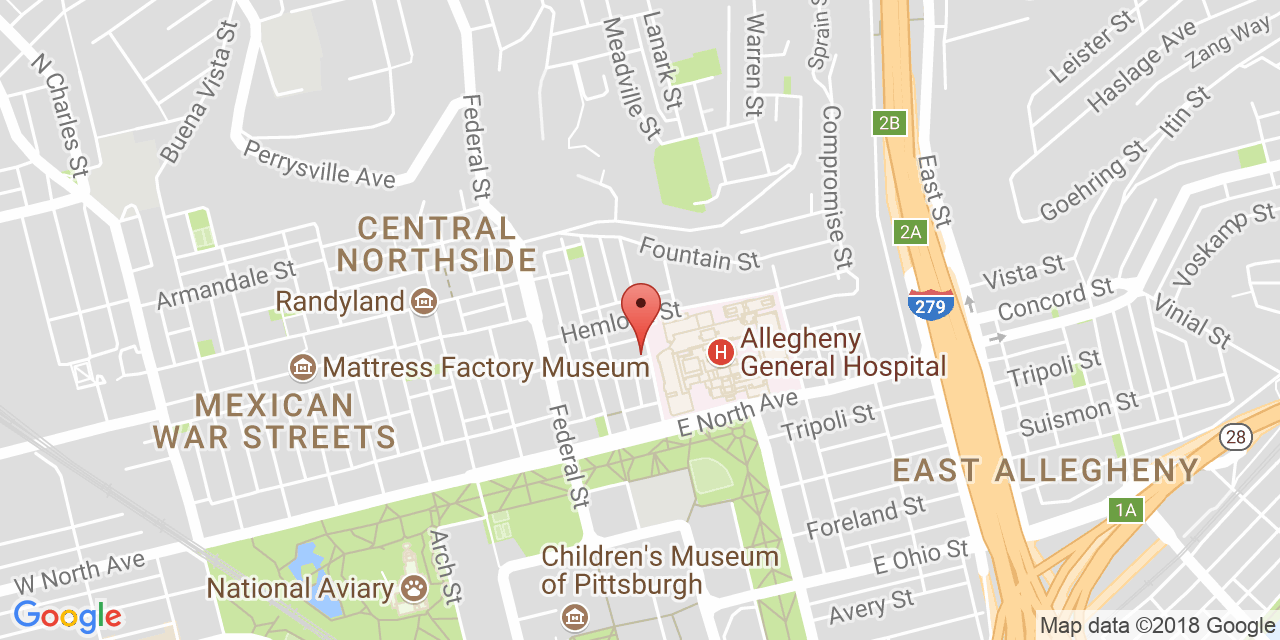 Lanark St
Meadville St
Warren St
Sprain St
Leister St
Haslage Ave
Zang Way
Itin St
Buena Vista St
N Charles St
Federal St
Compromise St
2B
Perrysville Ave
East St
Goehring St
Voskamp St
CENTRAL
NORTHSIDE
2A
Fountain St
Armandale St
Vista St
Randyland
Concord St
279
Vinial St
Allegheny
General Hospital
H
Mattress Factory Museum
Tripoli St
MEXICAN
WAR STREETS
E North Ave
Tripoli St
Suismon St
Federal St
28
EAST ALLEGHENY
1A
Foreland St
Arch St
E Ohio St
W North Ave
Children's Museum
of Pittsburgh
National Aviary
Avery St
Google
Map data ©2018 Google